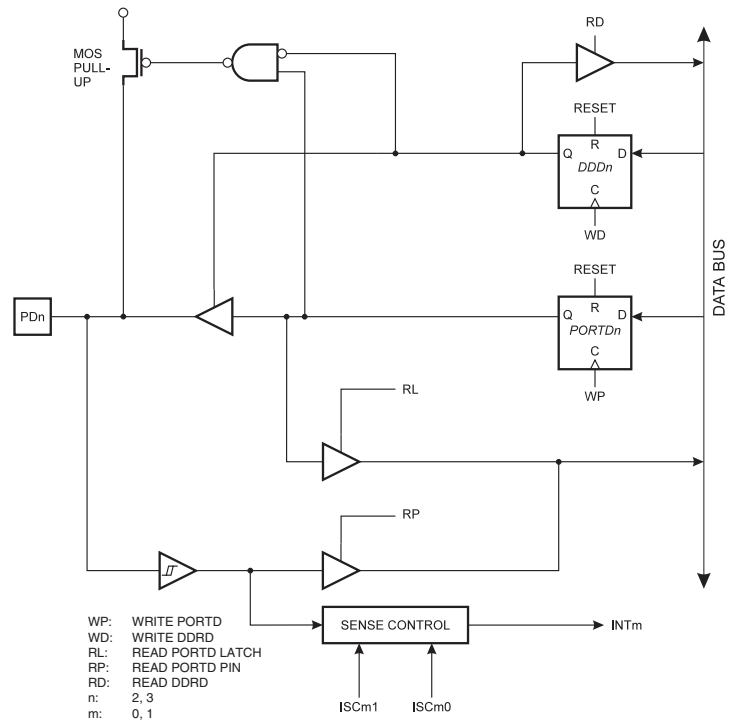 MOS
PULL-
UP
RD
RESET
R
Q
D
DDDn
C
WD
DATA BUS
RESET
R
Q
D
PORTDn
C
WP
PDn
RL
RP
SENSE CONTROL
INTm
ISCm1
ISCm0
WP: WRITE PORTD
WD: WRITE DDRD
RL: READ PORTD LATCH
RP: READ PORTD PIN
RD: READ DDRD
n: 2, 3
m: 0, 1